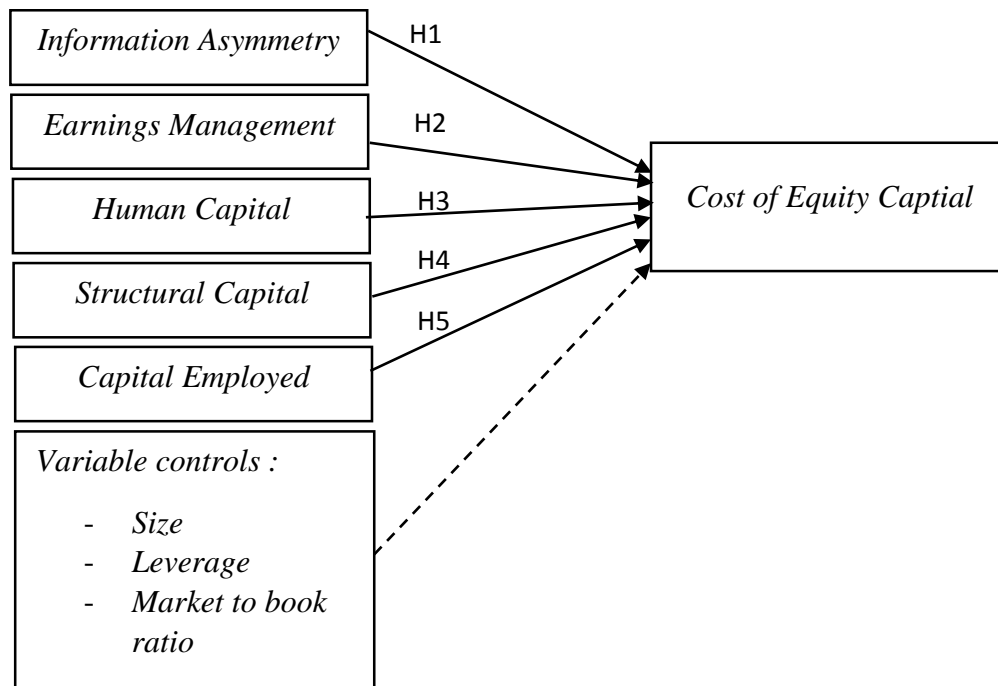 Information Asymmetry
H1
Earnings Management
H2
Human Capital
H3
Structural Capital
H4
Capital Employed
H5
Cost of Equity Captial
Variable controls :
- Size
- Leverage
- Market to book
ratio